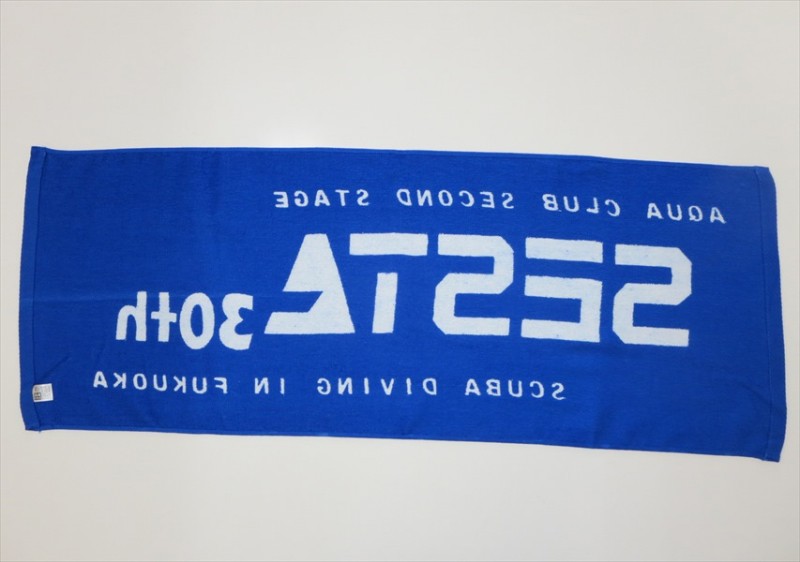 AQUA CLUB SECOND STAGE
SESTA 30th
SCUBA DIVING IN FUKUOKA